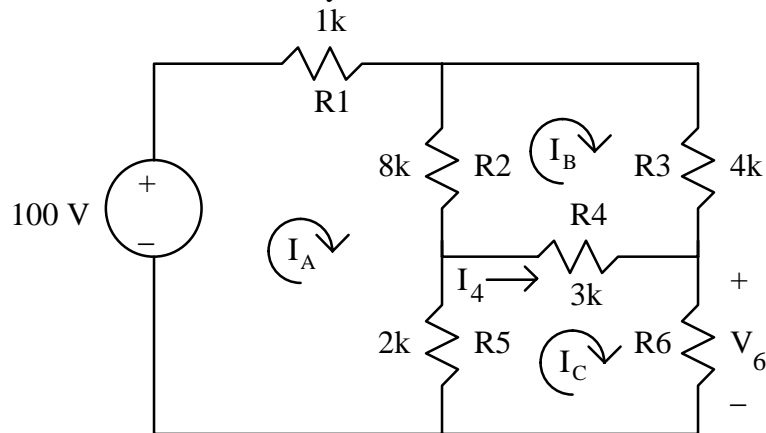 1k
R1
I_B
8k
R2
R3
4k
R4
+
100 V
–
I_A
I_4
3k
+
2k
R5
I_C
R6
V_6
–